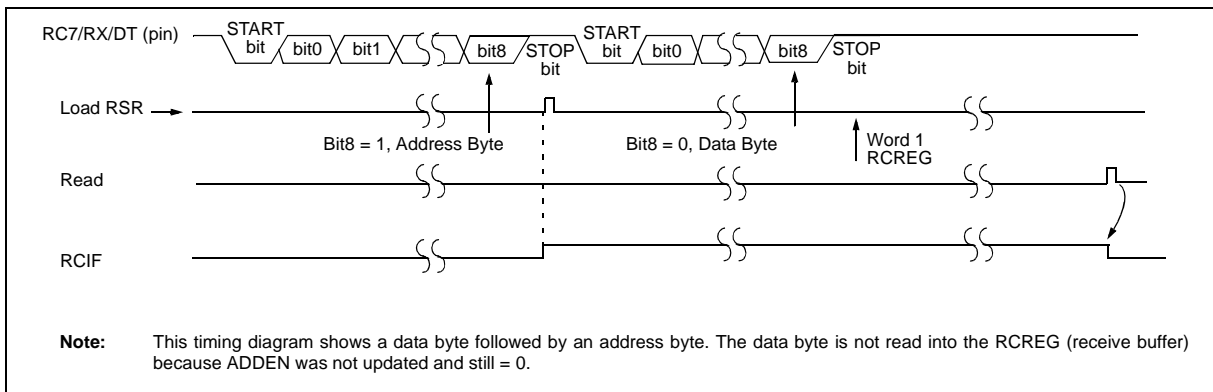 RC7/RX/DT (pin)
START
bit
bit0
bit1
bit8
STOP
bit
START
bit
bit0
bit8
STOP
bit
Load RSR
Bit8 = 1, Address Byte
Bit8 = 0, Data Byte
Word 1
RCREG
Read
RCIF
Note: This timing diagram shows a data byte followed by an address byte. The data byte is not read into the RCREG (receive buffer)
because ADDEN was not updated and still = 0.